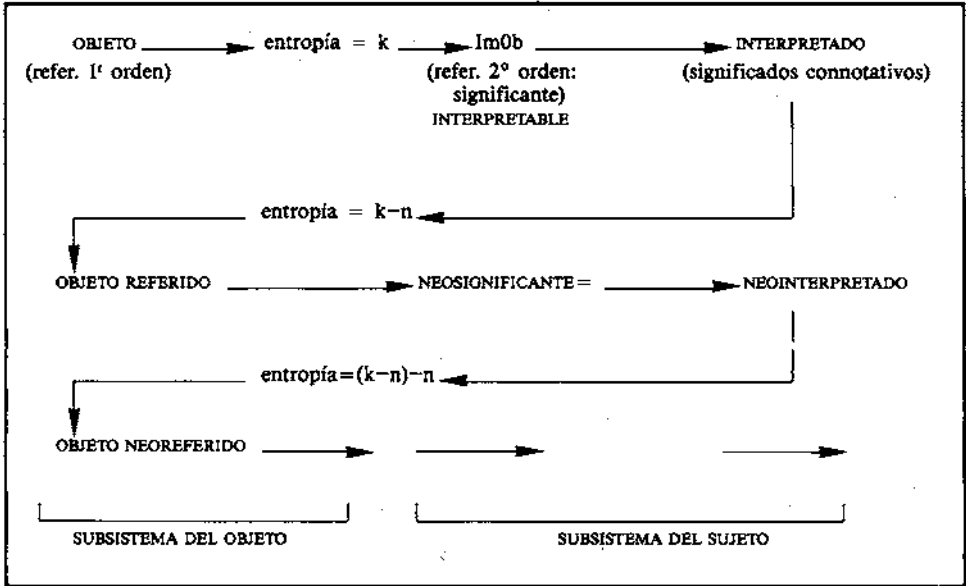 OBJETO entropía = k Im0b INTERPRETADO
(refer. 1ʳ orden) (refer. 2º orden: (significados connotativos)
significante)
INTERPRETABLE
entropía = k−n
OBJETO REFERIDO NEOSIGNIFICANTE= NEOINTERPRETADO
entropía=(k−n)−n
OBJETO NEOREFERIDO
SUBSISTEMA DEL OBJETO SUBSISTEMA DEL SUJETO